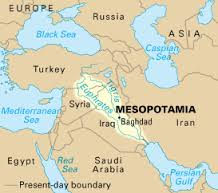 EUROPE
Black Sea
Caspian
Sea
ASIA
Turkey
Tigris
Euphrates
MESOPOTAMIA
Mediterranean
Sea
Syria
Baghdad
Iraq
Iran
Egypt
Red
Sea
Saudi
Arabia
Persian
Gulf
Present-day boundary